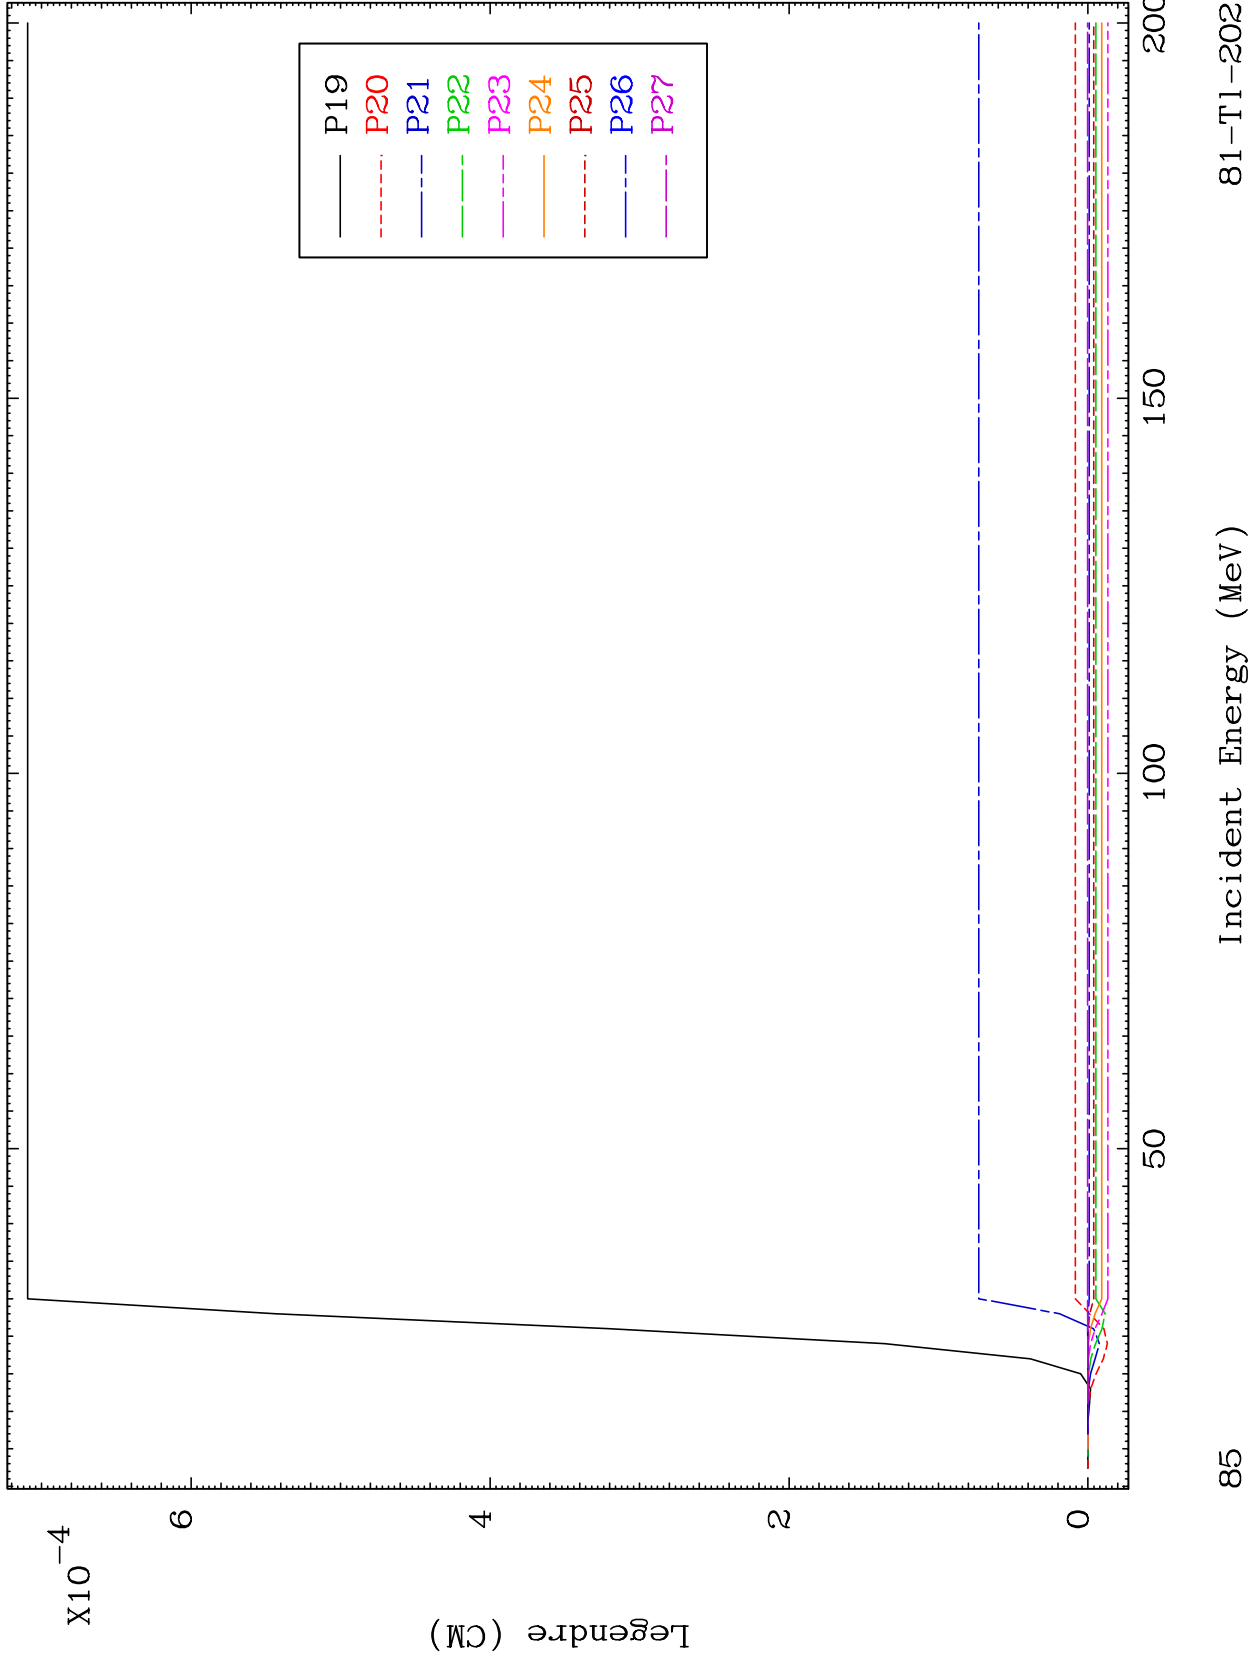 X10-4
6
4
2
0
Legendre (CM)
P19
P20
P21
P22
P23
P24
P25
P26
P27
50
100
150
200
Incident Energy (MeV)
85
81-Tl-202